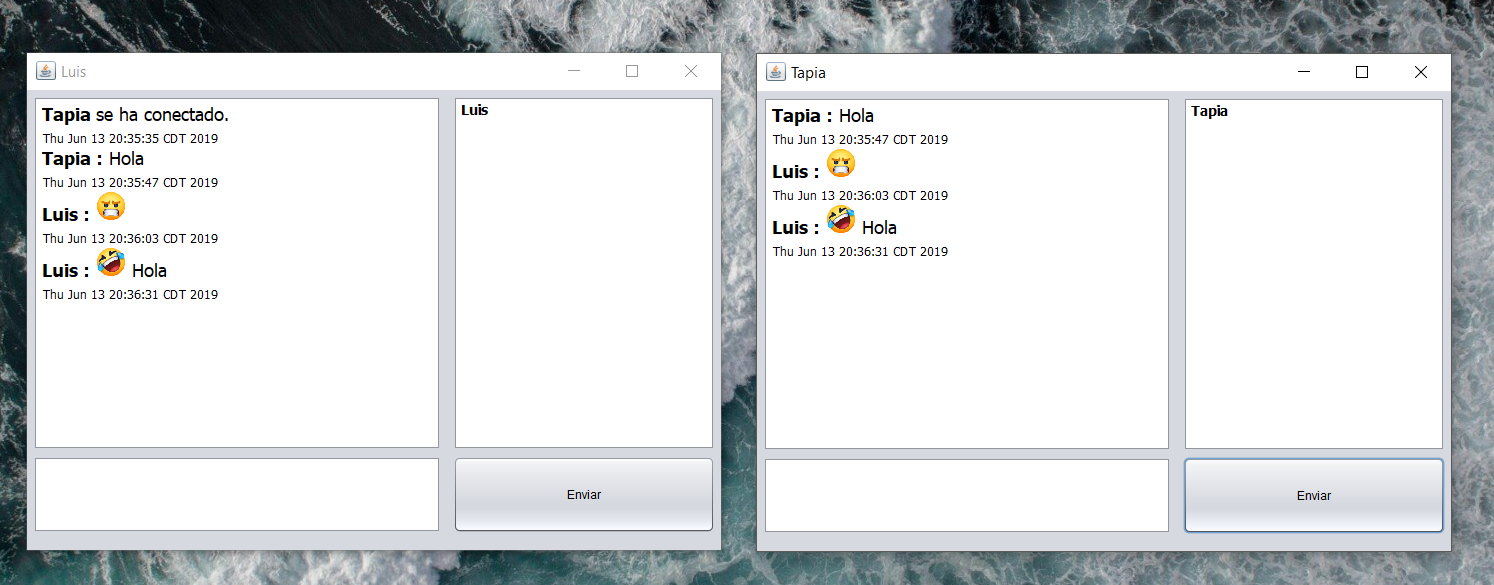 Luis
Tapia se ha conectado.
Thu Jun 13 20:35:35 CDT 2019
Tapia : Hola
Thu Jun 13 20:35:47 CDT 2019
Luis : 😬
Thu Jun 13 20:36:03 CDT 2019
Luis : 🤣 Hola
Thu Jun 13 20:36:31 CDT 2019
Luis
Enviar
Tapia
Tapia : Hola
Thu Jun 13 20:35:47 CDT 2019
Luis : 😬
Thu Jun 13 20:36:03 CDT 2019
Luis : 🤣 Hola
Thu Jun 13 20:36:31 CDT 2019
Tapia
Enviar